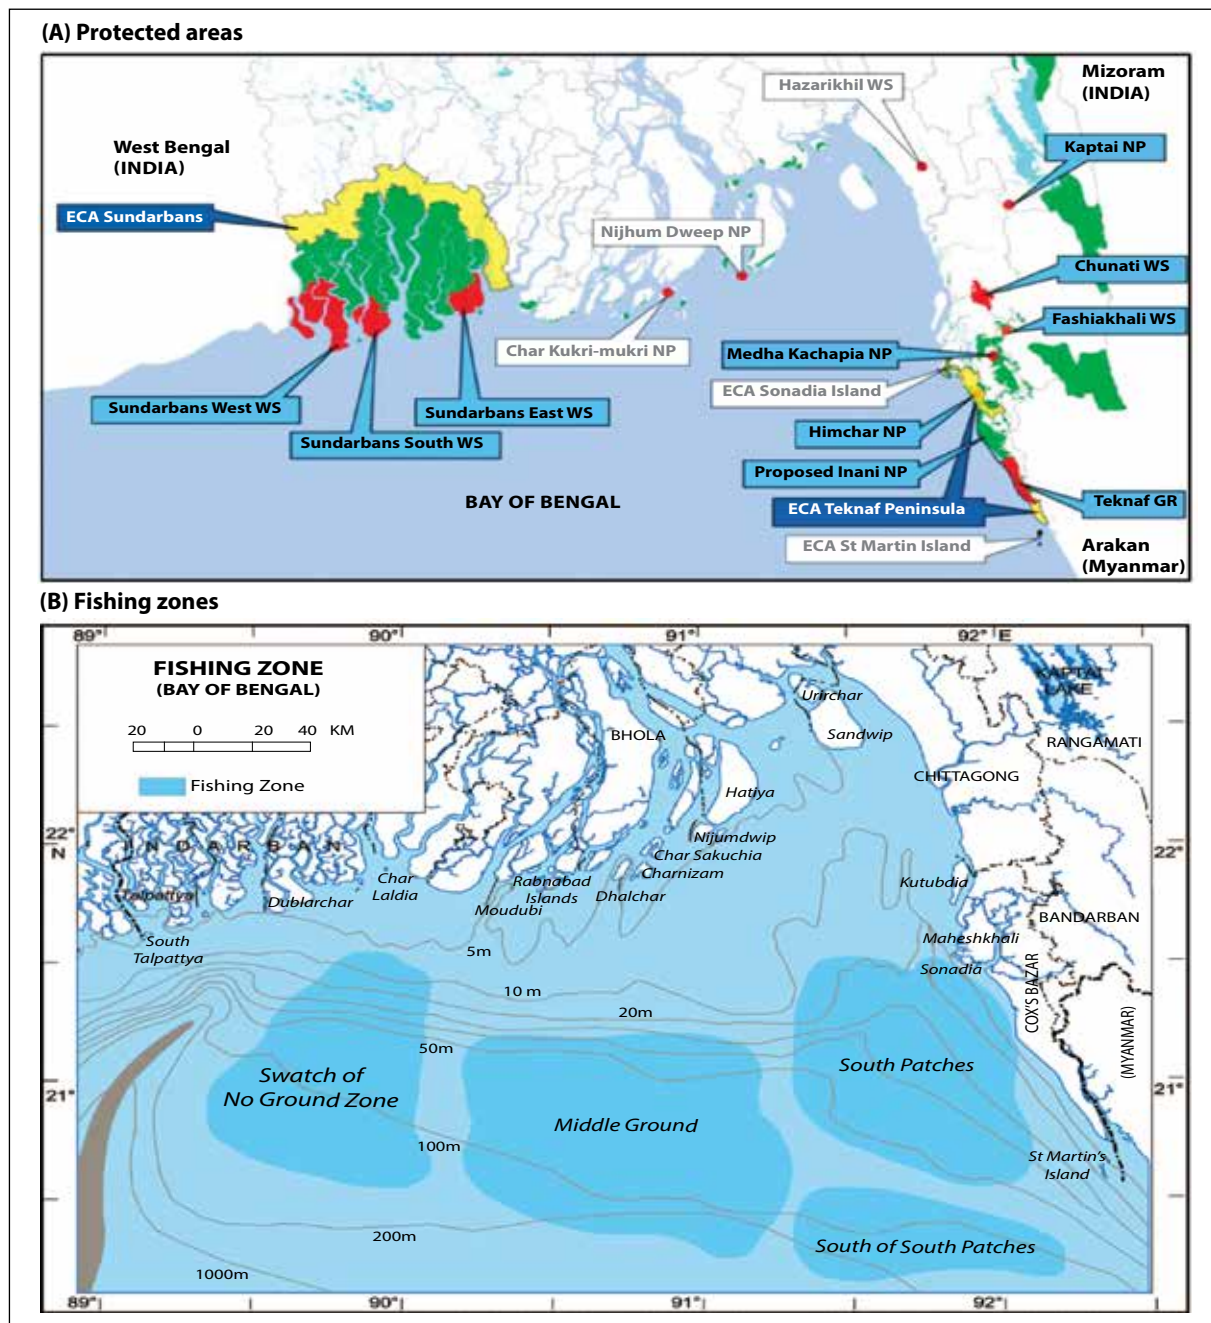 (A) Protected areas
Mizoram
(INDIA)
Hazarikhil WS
Kaptai NP
West Bengal
(INDIA)
ECA Sundarbans
Nijhum Dweep NP
Chunati WS
Fashiakhali WS
Char Kukri-mukri NP
Medha Kachapia NP
ECA Sonadia Island
Sundarbans West WS
Sundarbans East WS
Sundarbans South WS
Himchar NP
Proposed Inani NP
BAY OF BENGAL
ECA Teknaf Peninsula
Teknaf GR
ECA St Martin Island
Arakan
(Myanmar)
(B) Fishing zones
89°
90°
91°
92° E
FISHING ZONE
(BAY OF BENGAL)
20 0 20 40 KM
Fishing Zone
KAPTAI
LAKE
Urirchar
BHOLA
Sandwip
RANGAMATI
CHITTAGONG
Hatiya
22°
N
I N D A R B A N
Nijumdwip
22°
Char Sakuchia
Charnizam
Char
Laldia
Rabnabad
Islands
Dhalchar
Kutubdia
Talpattya
Dublarchar
Moudubi
BANDARBAN
South
Talpattya
5m
Maheshkhali
Sonadia
COX'S BAZAR
(MYANMAR)
10 m
20m
50m
Swatch of
No Ground Zone
South Patches
21°
21°
Middle Ground
100m
St Martin's
Island
200m
South of South Patches
1000m
89°
90°
91°
92°